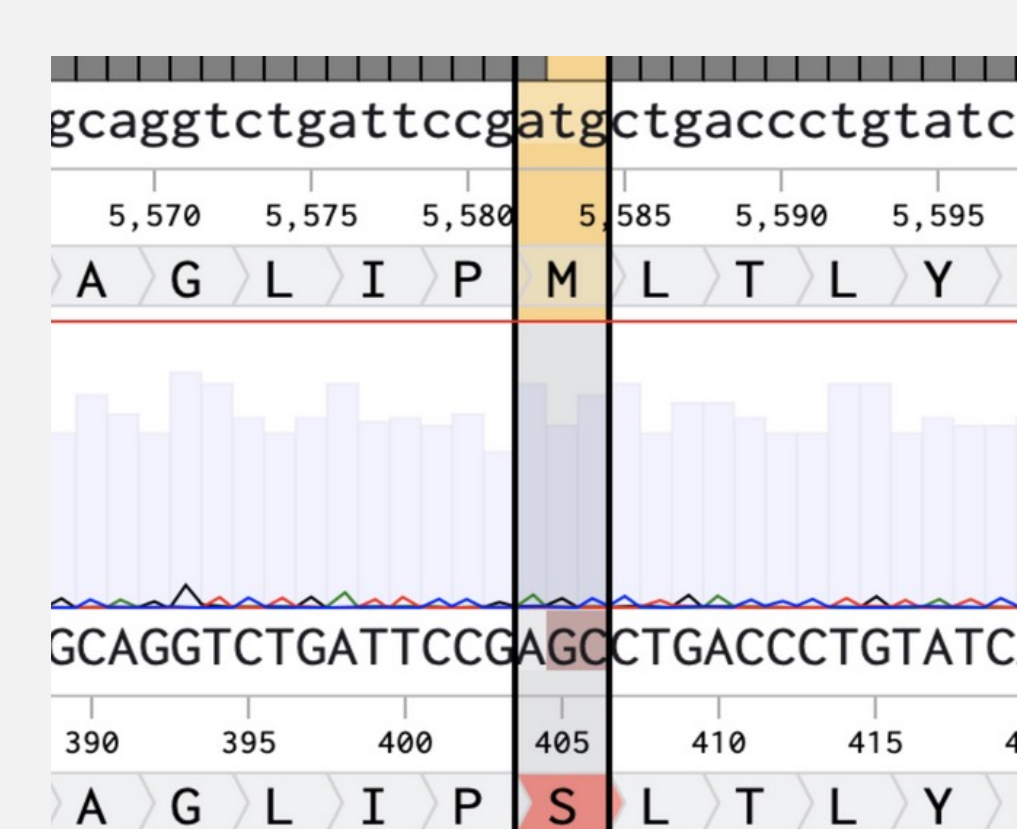 gcaggtctgattccgatgctgaccctgtatc
5,570 5,575 5,580 5,585 5,590 5,595
A G L I P M L T L Y
GCAGGTCTGATTCCGAGCCTGACCCTGTATC
390 395 400 405 410 415 4
A G L I P S L T L Y